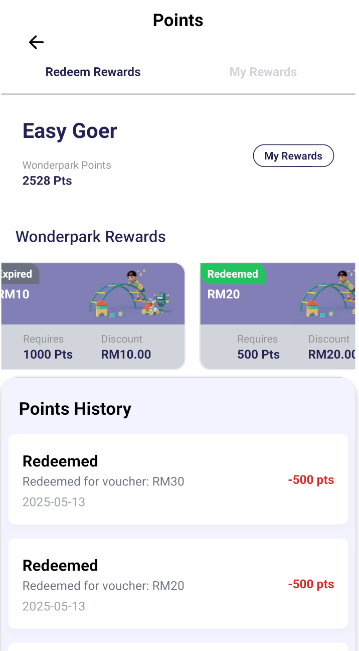 Points
Redeem Rewards My Rewards
Easy Goer
My Rewards
Wonderpark Points
2528 Pts
Wonderpark Rewards
Expired
RM10
Requires Discount
1000 Pts RM10.00
Redeemed
RM20
Requires Discount
500 Pts RM20.00
Points History
Redeemed
Redeemed for voucher: RM30
-500 pts
2025-05-13
Redeemed
Redeemed for voucher: RM20
-500 pts
2025-05-13